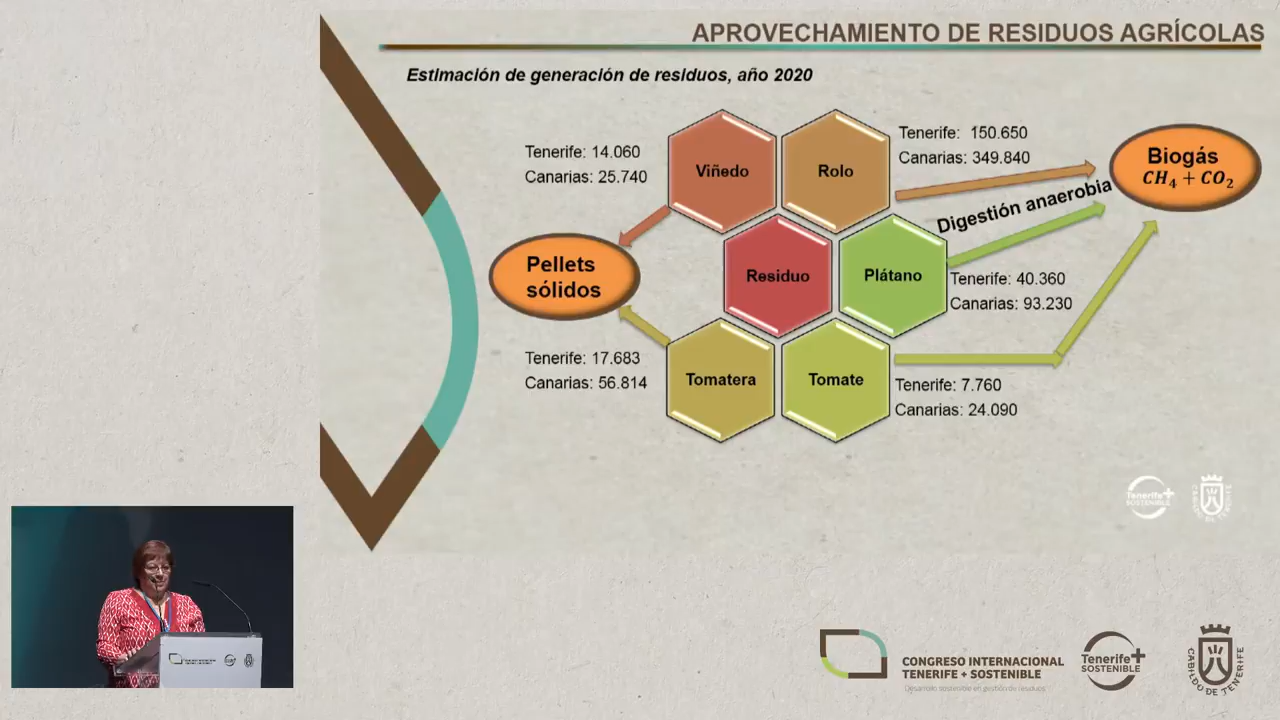 APROVECHAMIENTO DE RESIDUOS AGRÍCOLAS
Estimación de generación de residuos, año 2020
Tenerife: 14.060
Canarias: 25.740
Viñedo
Rolo
Tenerife: 150.650
Canarias: 349.840
Biogás
CH₄ + CO₂
Digestión anaerobia
Pellets
sólidos
Residuo
Plátano
Tenerife: 40.360
Canarias: 93.230
Tenerife: 17.683
Canarias: 56.814
Tomatera
Tomate
Tenerife: 7.760
Canarias: 24.090
Tenerife+
SOSTENIBLE
CABILDO DE TENERIFE
CONGRESO INTERNACIONAL
TENERIFE + SOSTENIBLE
Desarrollo sostenible en gestión de residuos
Tenerife+
SOSTENIBLE
CABILDO DE TENERIFE